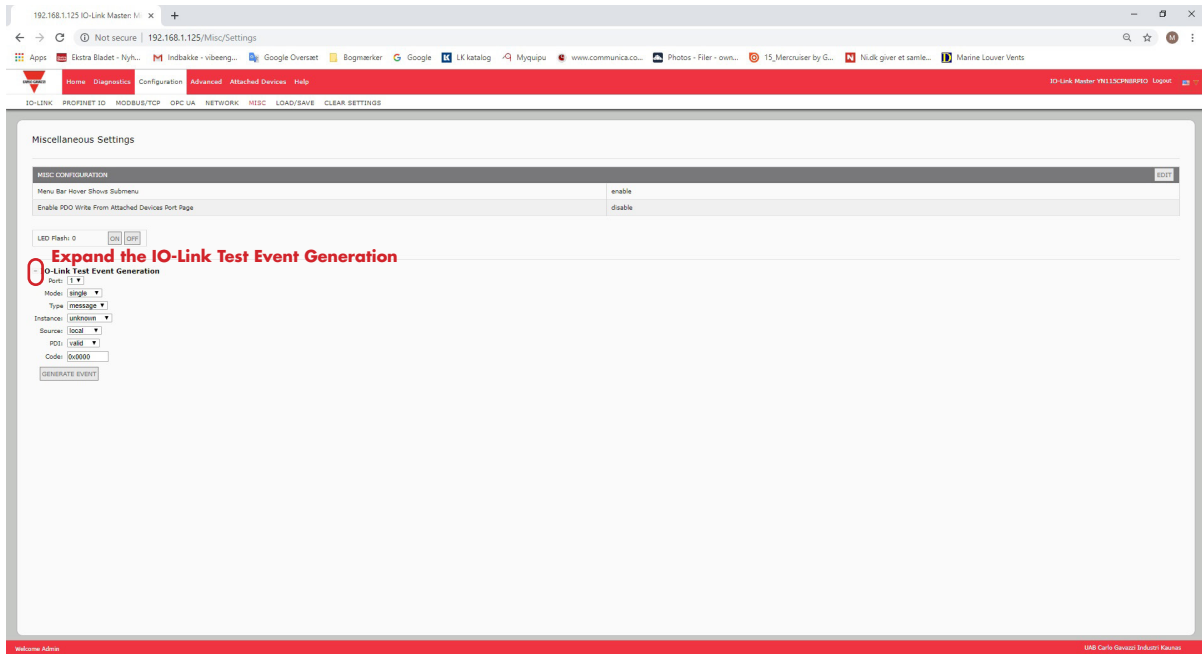 192.168.1.125 IO-Link Master: Mi
Not secure | 192.168.1.125/Misc/Settings
Apps Ekstra Bladet - Nyh... Indbakke - vibeeng... Google Oversæt Bogmærker Google LK katalog Myquipu www.communica.co... Photos - Filer - own... 15_Mercruiser by G... Ni.dk giver et samle... Marine Louver Vents
CARLO GAVAZZI Home Diagnostics Configuration Advanced Attached Devices Help IO-Link Master YN115CPN8RPIO Logout
IO-LINK PROFINET IO MODBUS/TCP OPC UA NETWORK MISC LOAD/SAVE CLEAR SETTINGS
Miscellaneous Settings
MISC CONFIGURATION EDIT
Menu Bar Hover Shows Submenu enable
Enable PDO Write From Attached Devices Port Page disable
LED Flash: 0 ON OFF
Expand the IO-Link Test Event Generation
IO-Link Test Event Generation
Port: 1
Mode: single
Type message
Instance: unknown
Source: local
PDI: valid
Code: 0x0000
GENERATE EVENT
Welcome Admin UAB Carlo Gavazzi Industri Kaunas